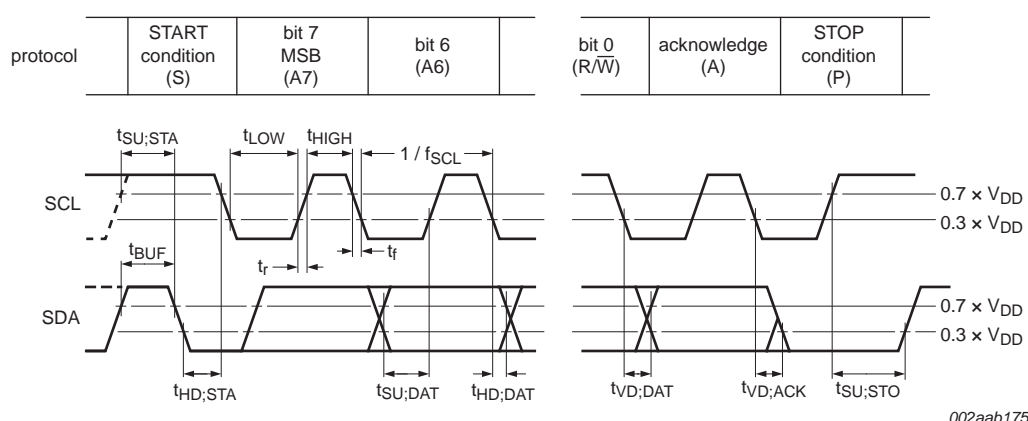 protocol
START
condition
(S)
bit 7
MSB
(A7)
bit 6
(A6)
bit 0
(R/W̅)
acknowledge
(A)
STOP
condition
(P)
tSU;STA
tLOW
tHIGH
1 / fSCL
SCL
0.7 × VDD
0.3 × VDD
tBUF
tr
tf
SDA
0.7 × VDD
0.3 × VDD
tHD;STA
tSU;DAT
tHD;DAT
tVD;DAT
tVD;ACK
tSU;STO
002aab175